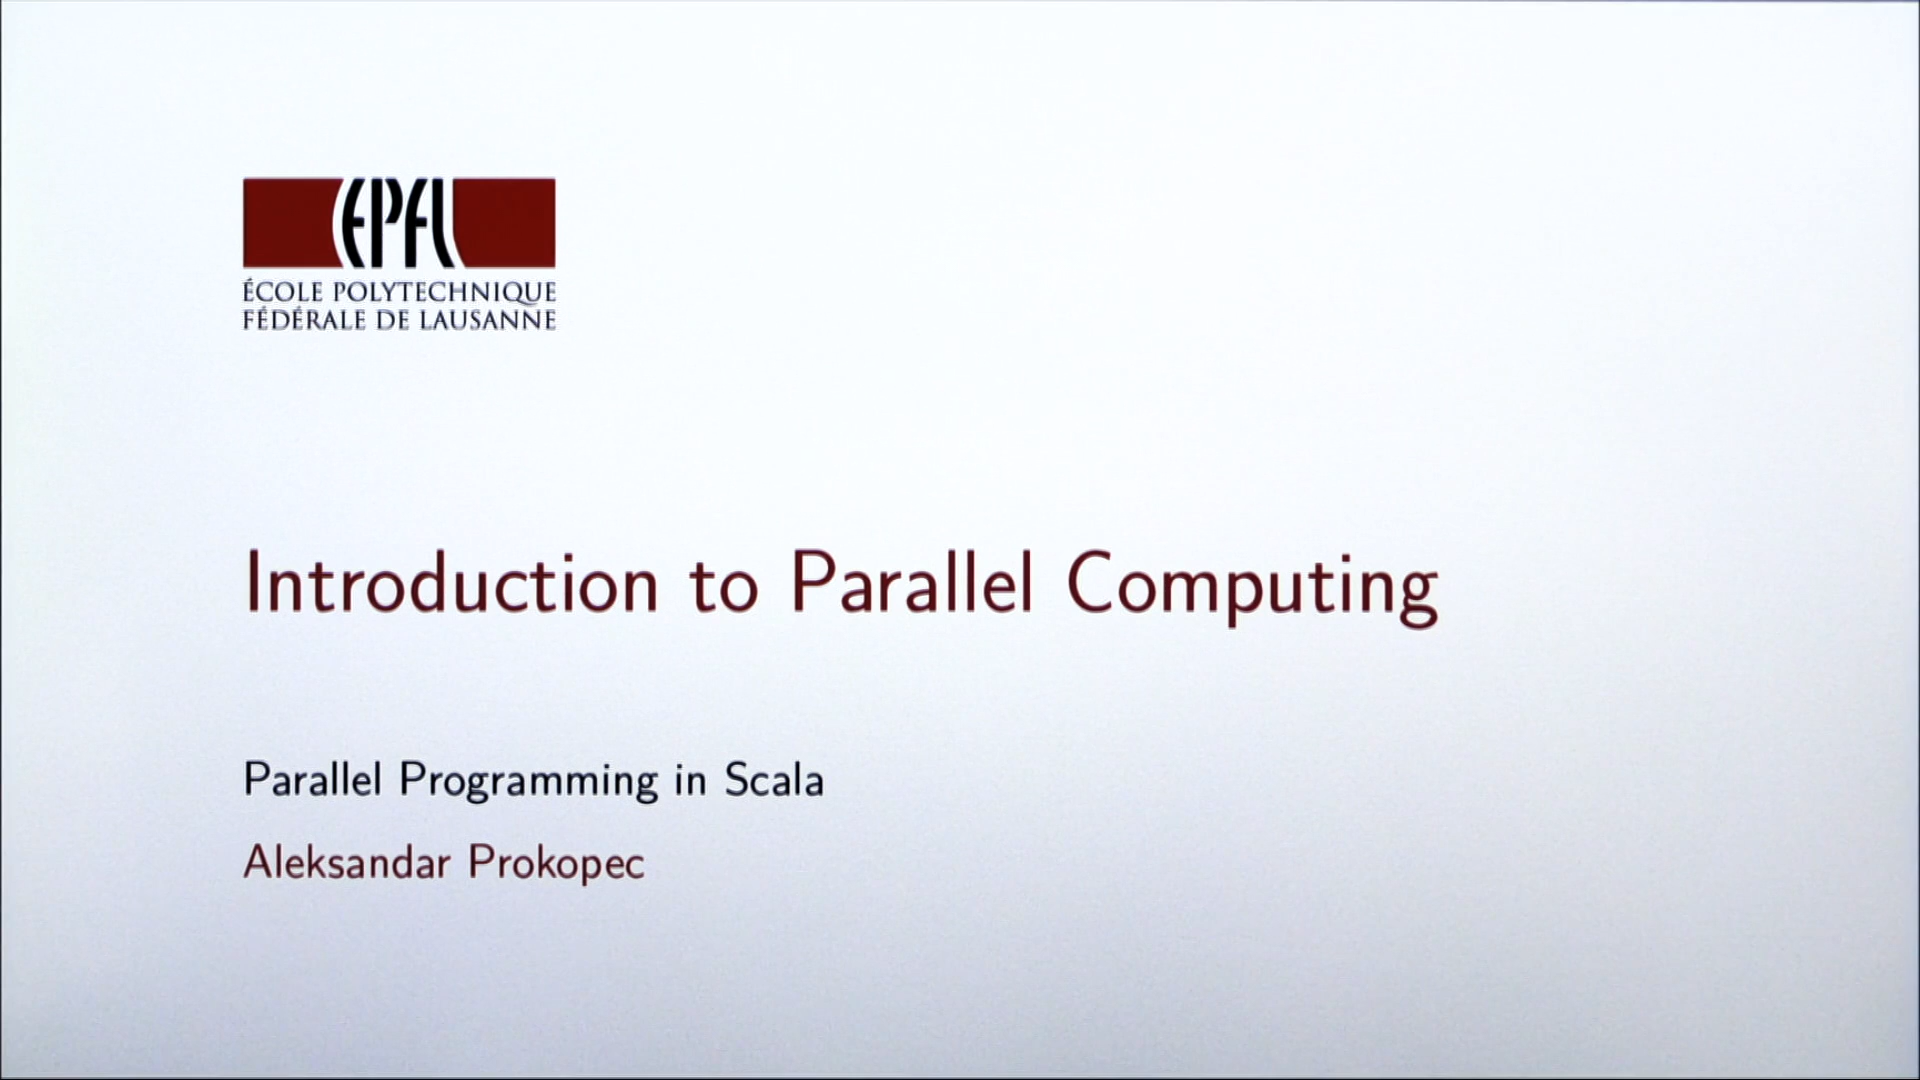 EPFL
ÉCOLE POLYTECHNIQUE
FÉDÉRALE DE LAUSANNE
Introduction to Parallel Computing
Parallel Programming in Scala
Aleksandar Prokopec